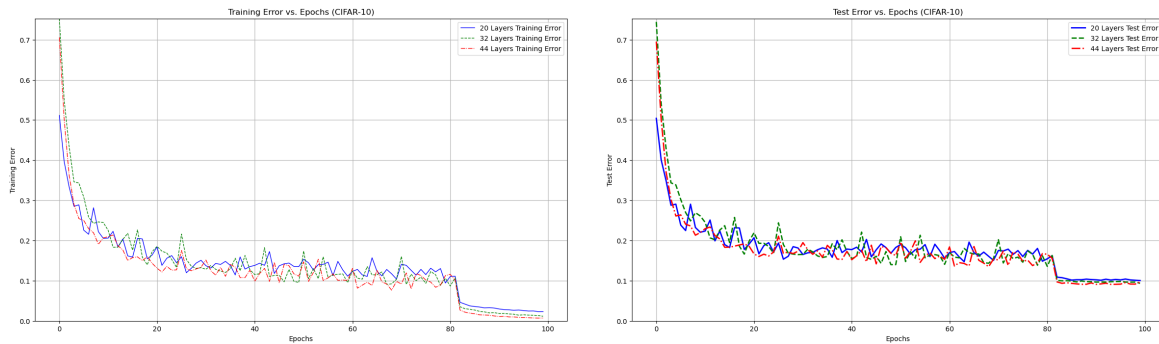 Training Error vs. Epochs (CIFAR-10)
20 Layers Training Error
32 Layers Training Error
44 Layers Training Error
0.7
0.6
0.5
0.4
0.3
0.2
0.1
0.0
Training Error
0
20
40
60
80
100
Epochs
Test Error vs. Epochs (CIFAR-10)
20 Layers Test Error
32 Layers Test Error
44 Layers Test Error
0.7
0.6
0.5
0.4
0.3
0.2
0.1
0.0
Test Error
0
20
40
60
80
100
Epochs